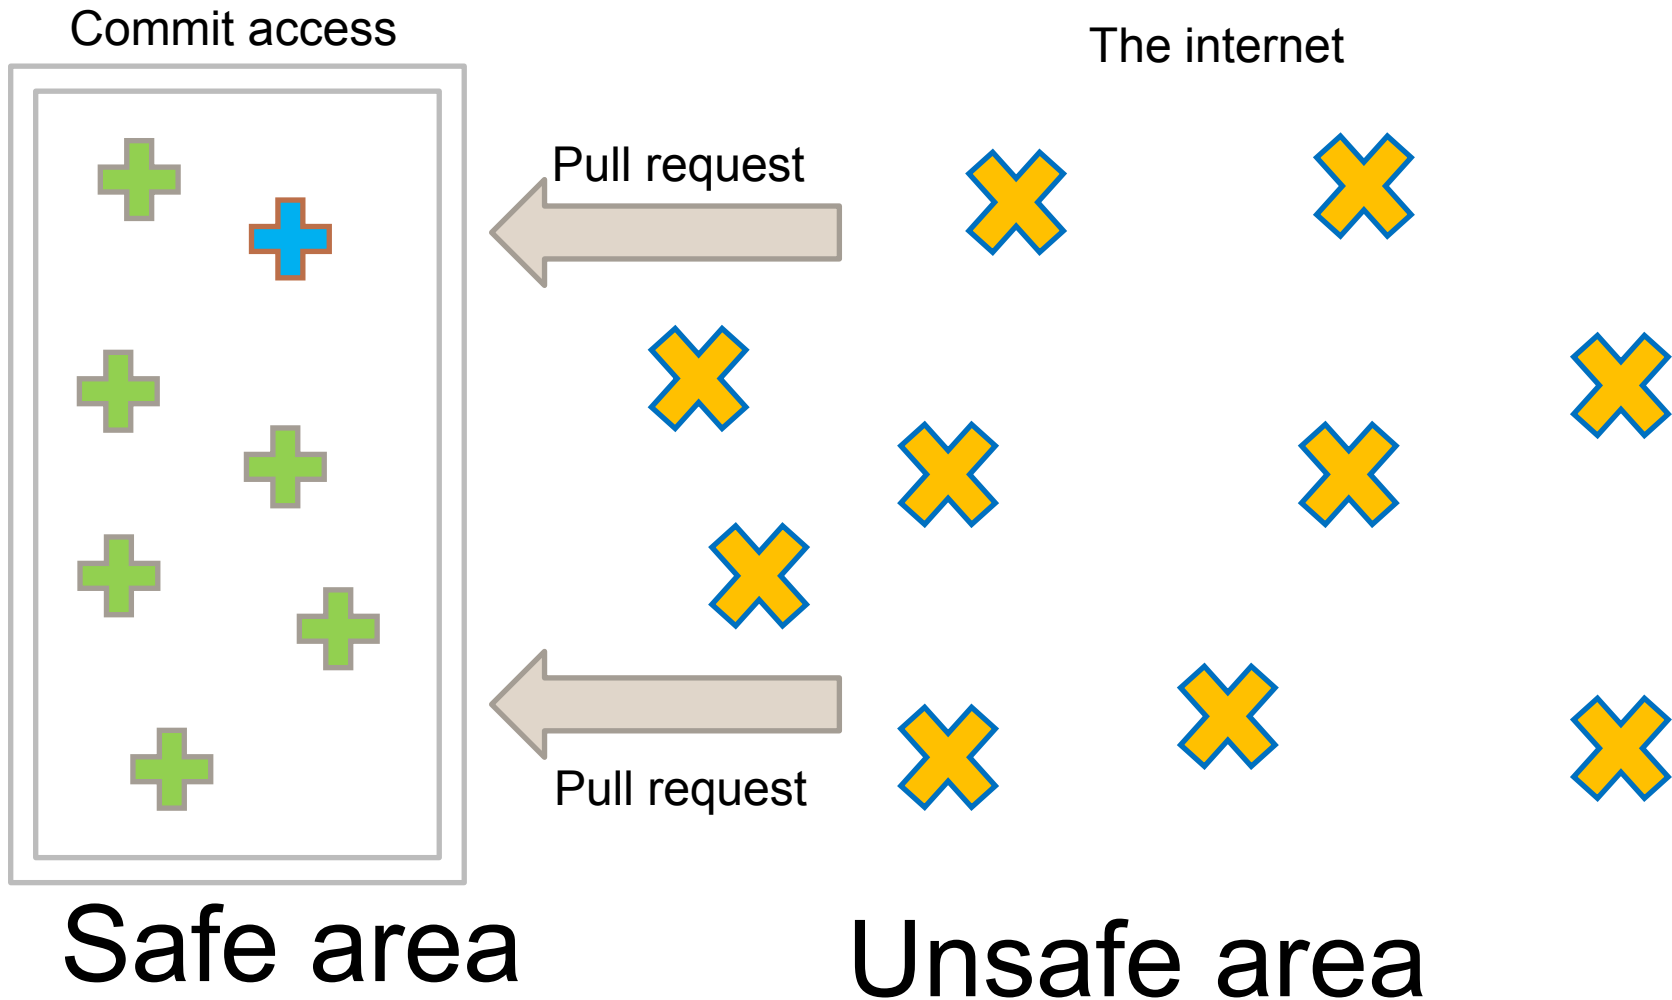 Commit access
The internet
Pull request
Pull request
Safe area
Unsafe area